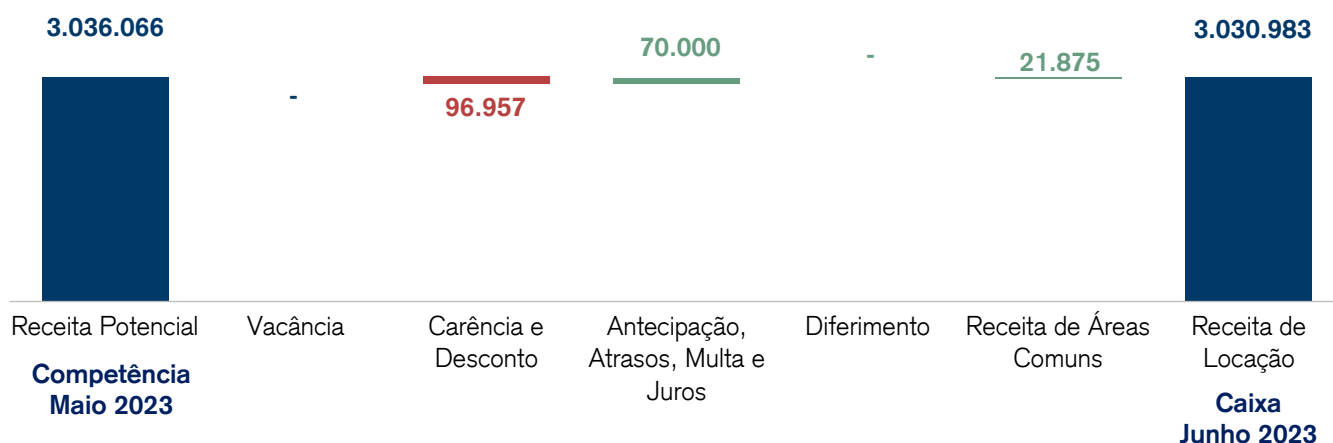 3.036.066
-
96.957
70.000
-
21.875
3.030.983
Receita Potencial
Competência
Maio 2023
Vacância
Carência e
Desconto
Antecipação,
Atrasos, Multa e
Juros
Diferimento
Receita de Áreas
Comuns
Receita de
Locação
Caixa
Junho 2023